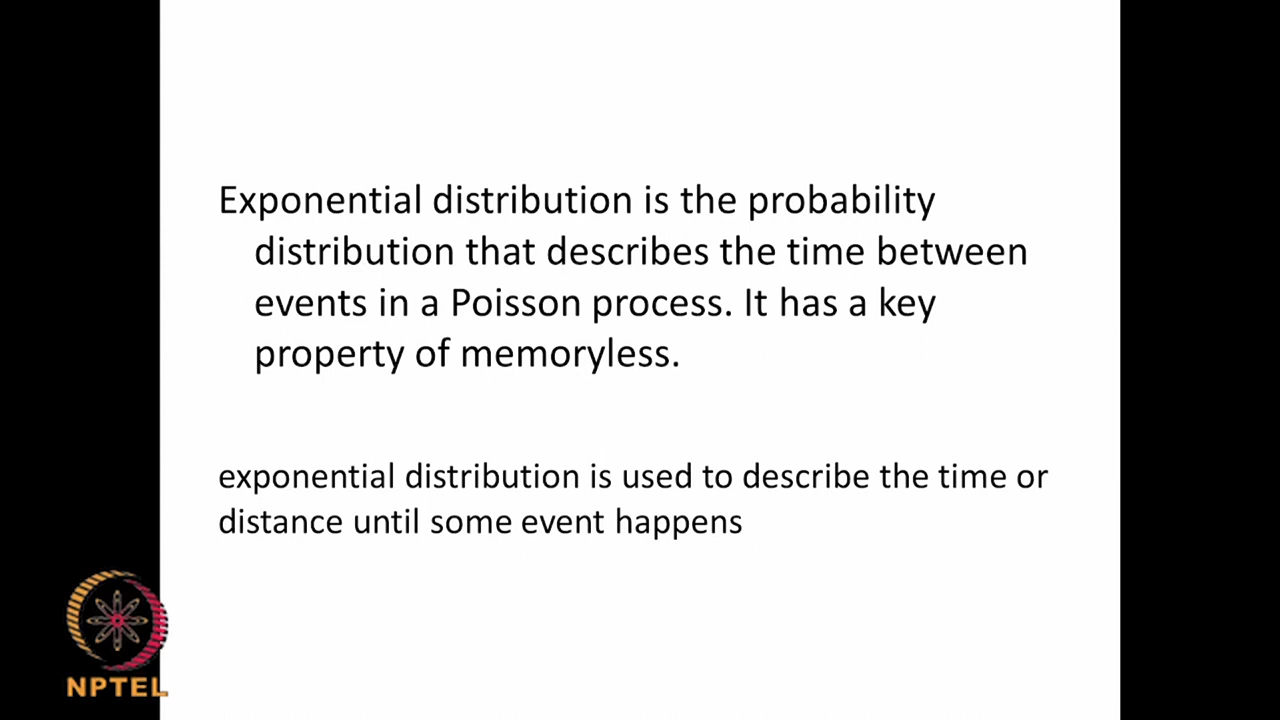 Exponential distribution is the probability
distribution that describes the time between
events in a Poisson process. It has a key
property of memoryless.
exponential distribution is used to describe the time or
distance until some event happens
NPTEL